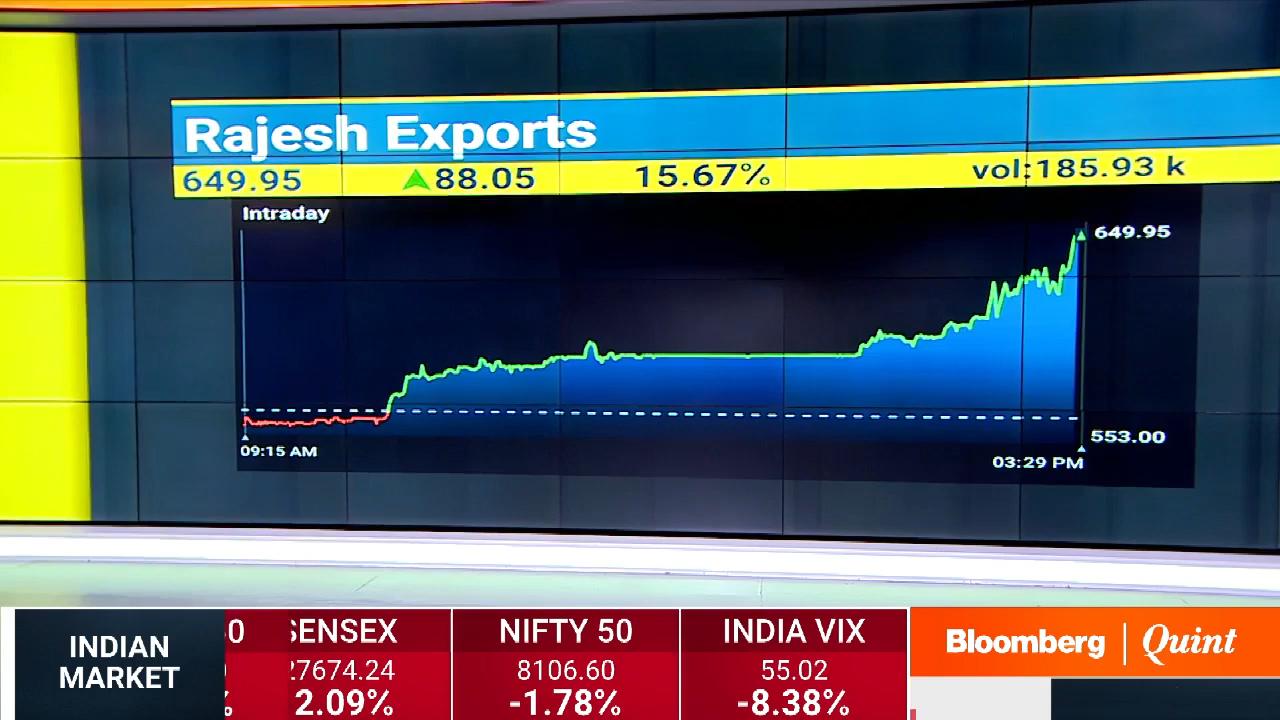 Rajesh Exports
649.95 ▲88.05 15.67% vol:185.93 k
Intraday
649.95
553.00
09:15 AM
03:29 PM
INDIAN
MARKET
SENSEX
27674.24
2.09%
NIFTY 50
8106.60
-1.78%
INDIA VIX
55.02
-8.38%
Bloomberg | Quint